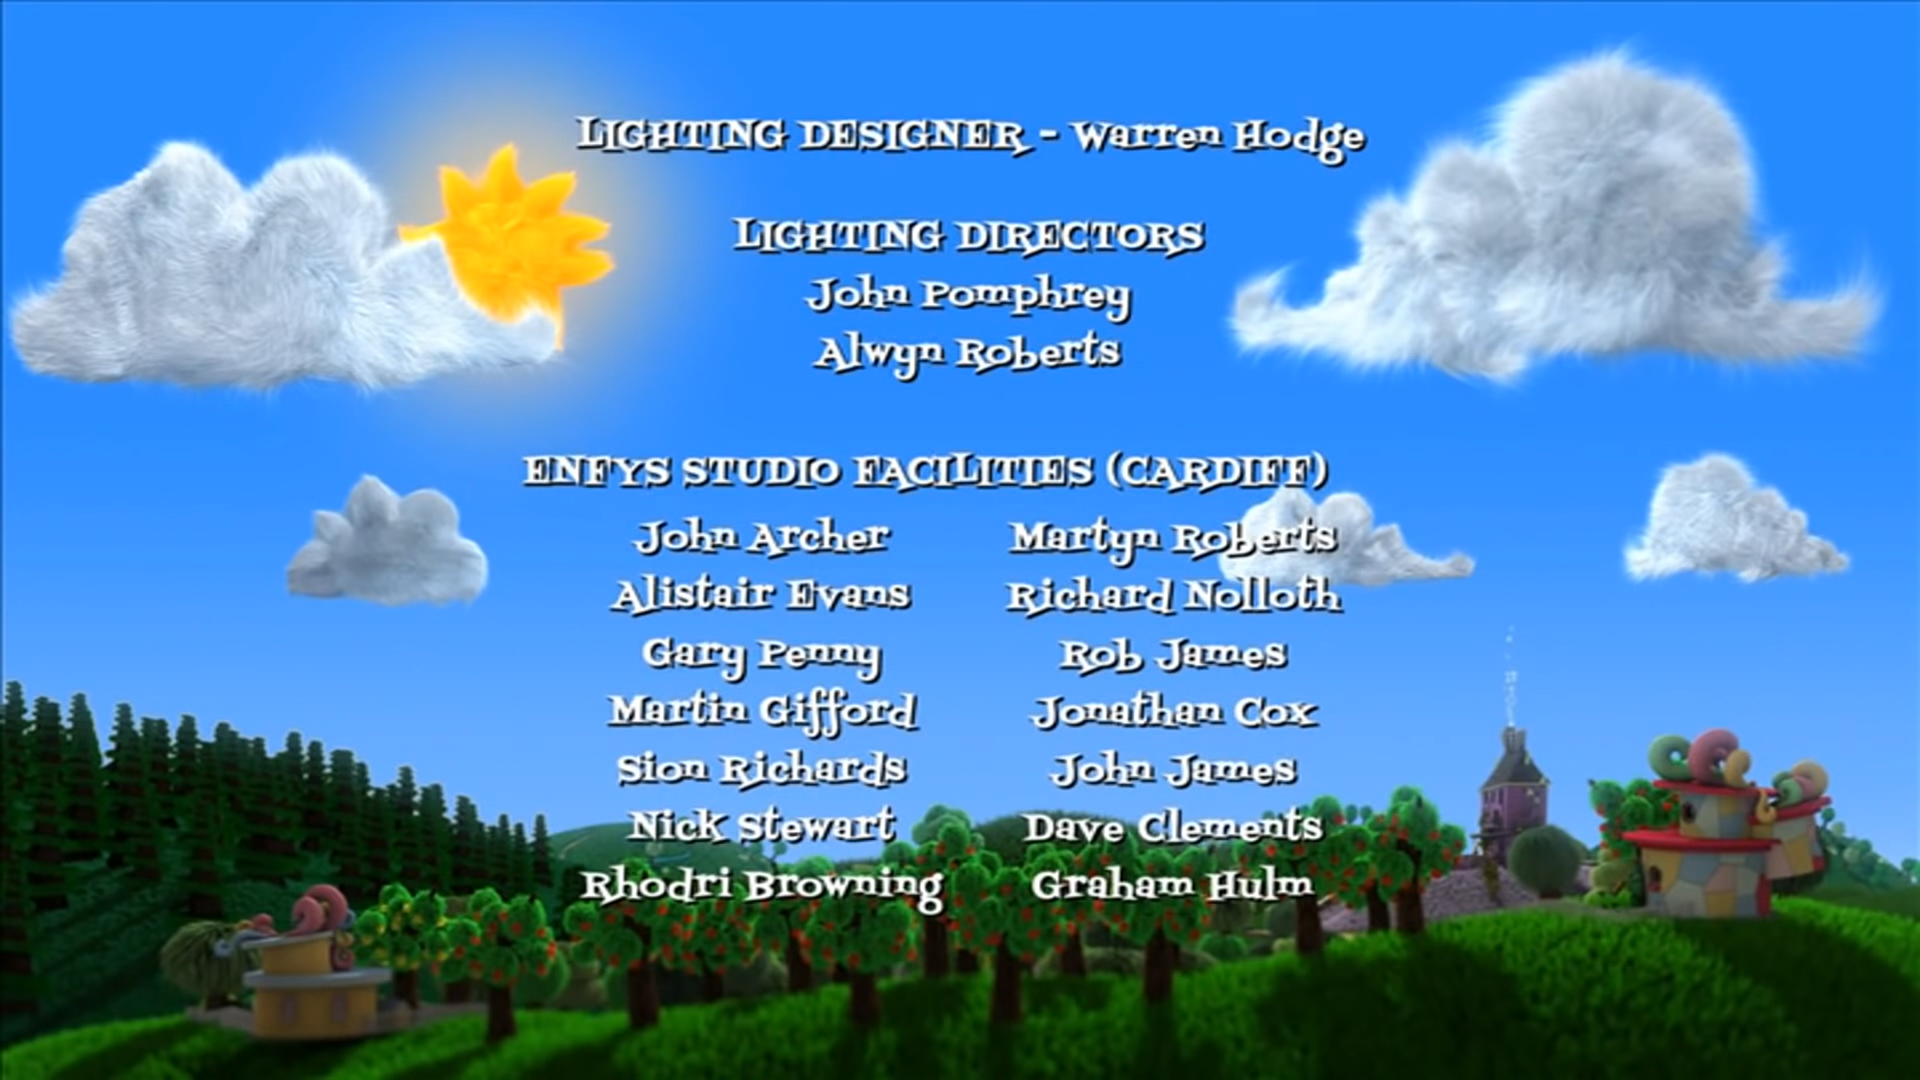 LIGHTING DESIGNER - Warren Hodge
LIGHTING DIRECTORS
John Pomphrey
Alwyn Roberts
ENFYS STUDIO FACILITIES (CARDIFF)
John Archer Martyn Roberts
Alistair Evans Richard Nolloth
Gary Penny Rob James
Martin Gifford Jonathan Cox
Sion Richards John James
Nick Stewart Dave Clements
Rhodri Browning Graham Hulm